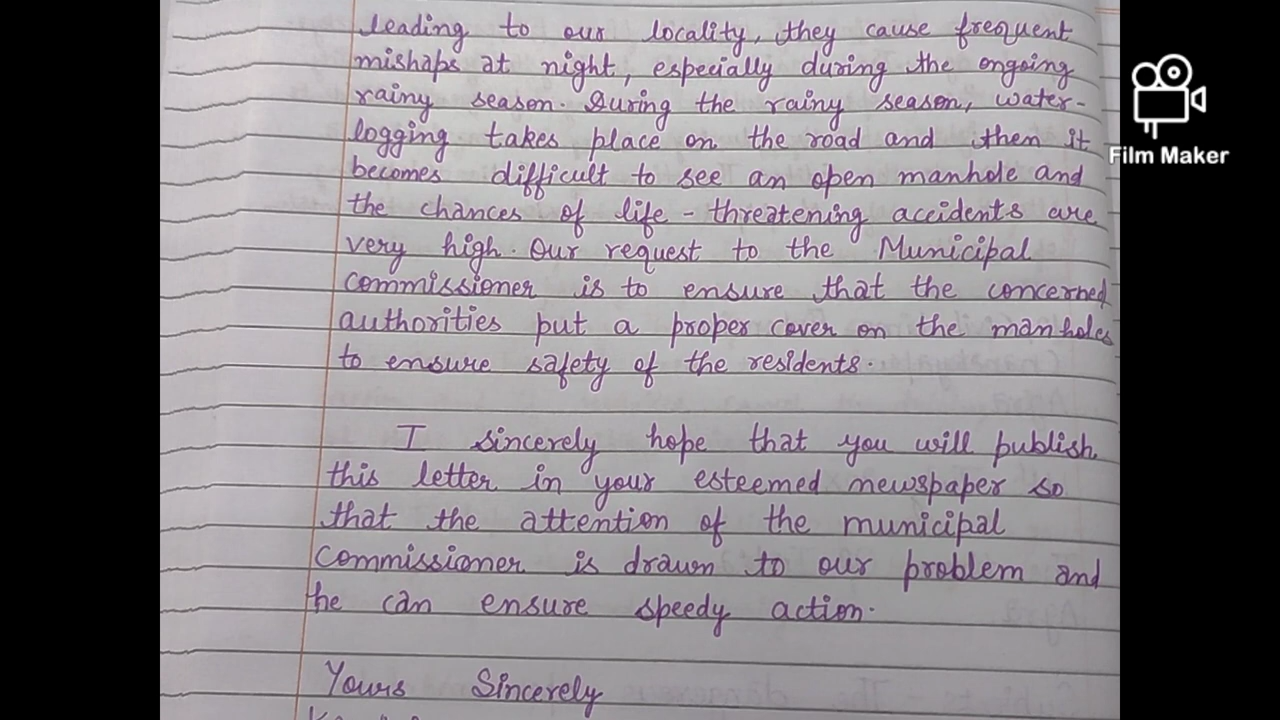 leading to our locality, they cause frequent
mishaps at night, especially during the ongoing
rainy season. During the rainy season, water-
logging takes place on the road and then it
becomes difficult to see an open manhole and
the chances of life - threatening accidents are
very high. Our request to the Municipal
commissioner is to ensure that the concerned
authorities put a proper cover on the manholes
to ensure safety of the residents.
I sincerely hope that you will publish
this letter in your esteemed newspaper so
that the attention of the municipal
commissioner is drawn to our problem and
he can ensure speedy action.
Yours Sincerely
Film Maker